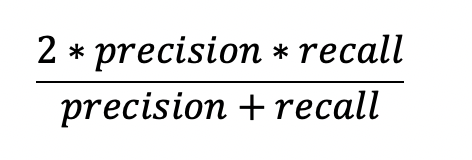 2 * precision * recall
precision + recall